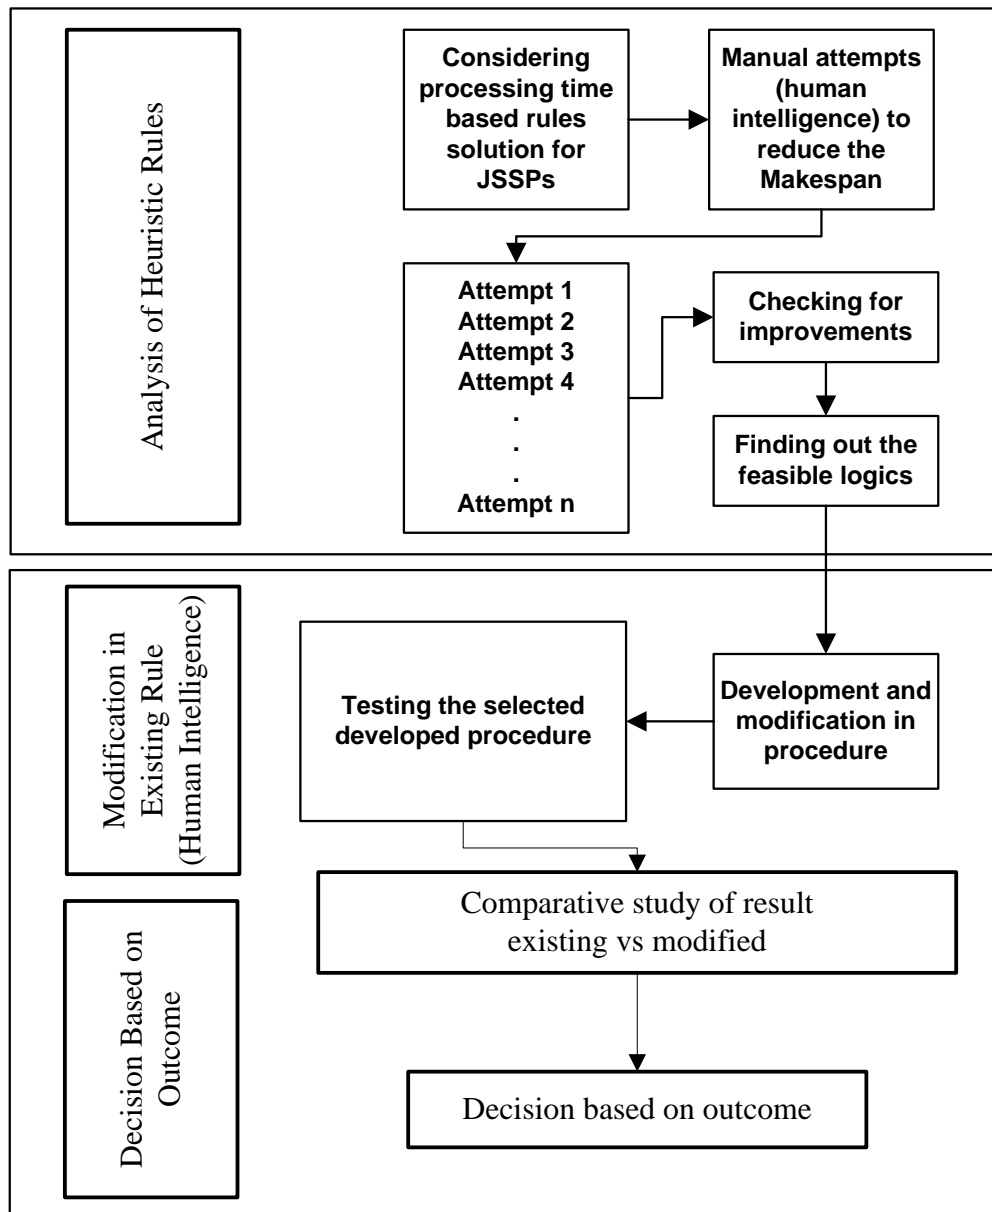 Analysis of Heuristic Rules
Considering
processing time
based rules
solution for
JSSPs
Manual attempts
(human
intelligence) to
reduce the
Makespan
Attempt 1
Attempt 2
Attempt 3
Attempt 4
.
.
.
Attempt n
Checking for
improvements
Finding out the
feasible logics
Modification in
Existing Rule
(Human Intelligence)
Development and
modification in
procedure
Testing the selected
developed procedure
Decision Based on
Outcome
Comparative study of result
existing vs modified
Decision based on outcome